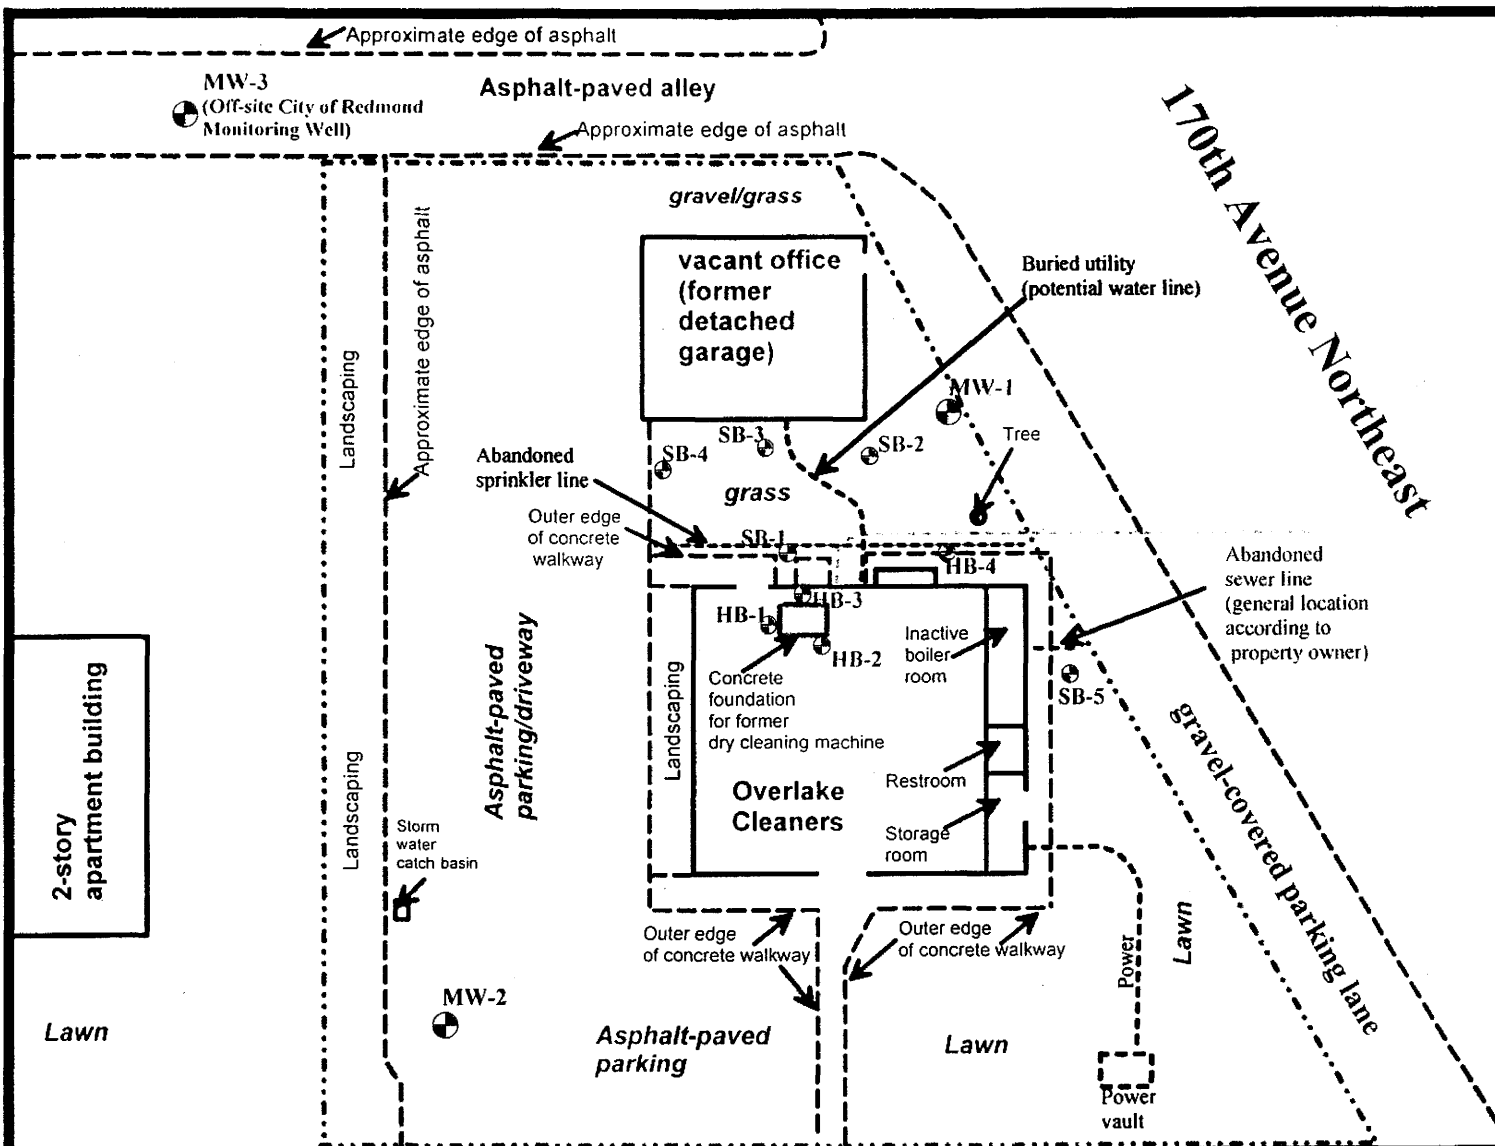 Approximate edge of asphalt
MW-3
(Off-site City of Redmond
Monitoring Well)
Asphalt-paved alley
Approximate edge of asphalt
170th Avenue Northeast
gravel/grass
Landscaping
Approximate edge of asphalt
vacant office
(former
detached
garage)
Buried utility
(potential water line)
MW-1
SB-3
SB-4
SB-2
Tree
Abandoned
sprinkler line
grass
Outer edge
of concrete
walkway
SB-1
HB-4
Abandoned
sewer line
(general location
according to
property owner)
HB-3
HB-1
HB-2
Inactive
boiler
room
SB-5
Concrete
foundation
for former
dry cleaning machine
Landscaping
Asphalt-paved
parking/driveway
2-story
apartment building
Landscaping
Restroom
Overlake
Cleaners
Storage
room
gravel-covered parking lane
Storm
water
catch basin
Outer edge
of concrete walkway
Outer edge
of concrete walkway
Power
Lawn
MW-2
Lawn
Asphalt-paved
parking
Lawn
Power
vault